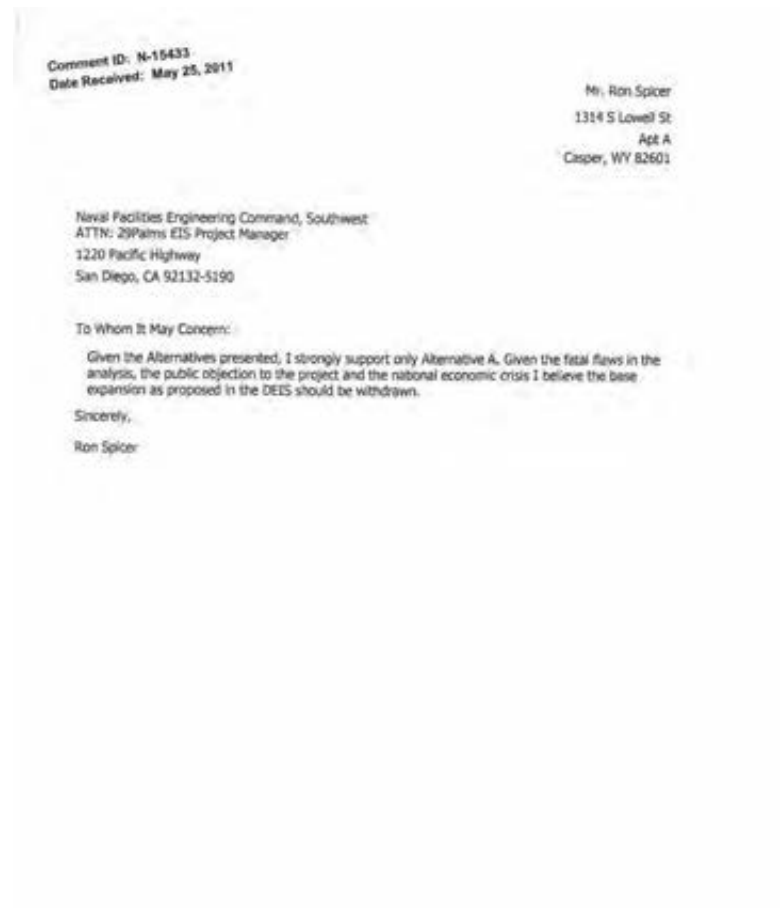 Comment ID: N-15433
Date Received: May 25, 2011
Mr. Ron Spicer
1314 S Lowell St
Apt A
Casper, WY 82601
Naval Facilities Engineering Command, Southwest
ATTN: 29Palms EIS Project Manager
1220 Pacific Highway
San Diego, CA 92132-5190
To Whom It May Concern:
Given the Alternatives presented, I strongly support only Alternative A. Given the fatal flaws in the
analysis, the public objection to the project and the national economic crisis I believe the base
expansion as proposed in the DEIS should be withdrawn.
Sincerely,
Ron Spicer